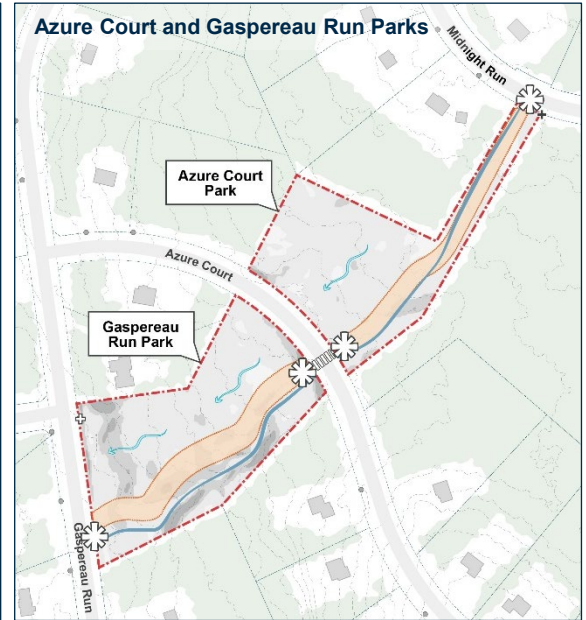 Azure Court and Gaspereau Run Parks
Midnight Run
Azure Court
Park
Azure Court
Gaspereau
Run Park
Gaspereau Run